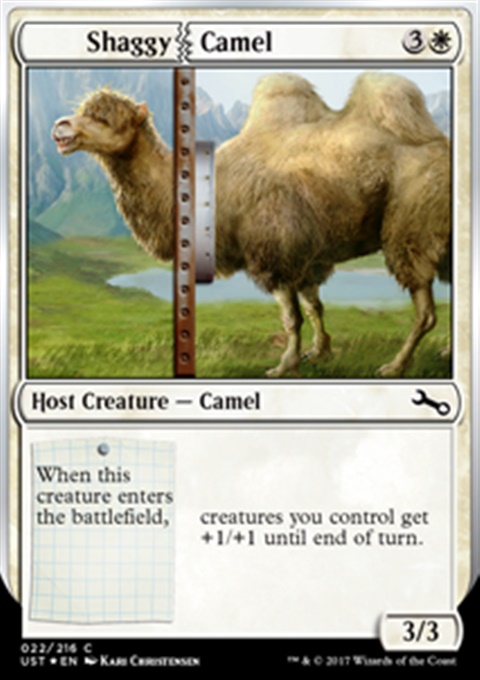 Shaggy Camel 3
Host Creature — Camel
When this
creature enters
the battlefield,
creatures you control get
+1/+1 until end of turn.
3/3
022/216 C
UST ★ EN Kari Christensen
™ & © 2017 Wizards of the Coast